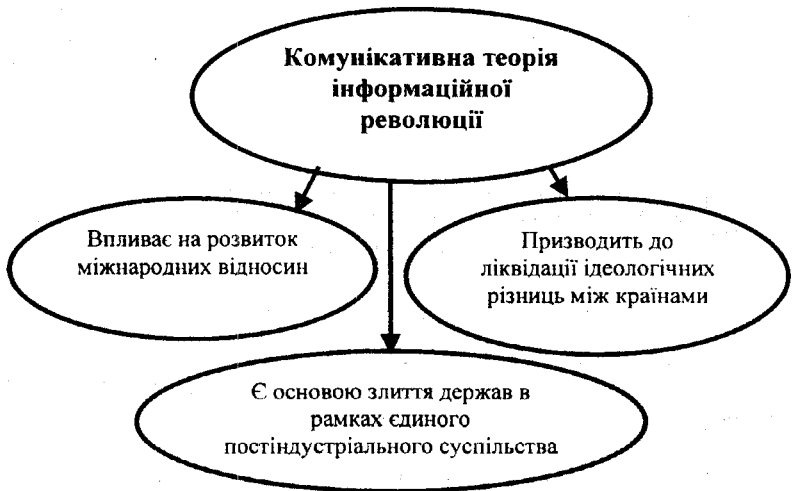 Комунікативна теорія
інформаційної
революції
Впливає на розвиток
міжнародних відносин
Призводить до
ліквідації ідеологічних
різниць між країнами
Є основою злиття держав в
рамках єдиного
постіндустріального суспільства